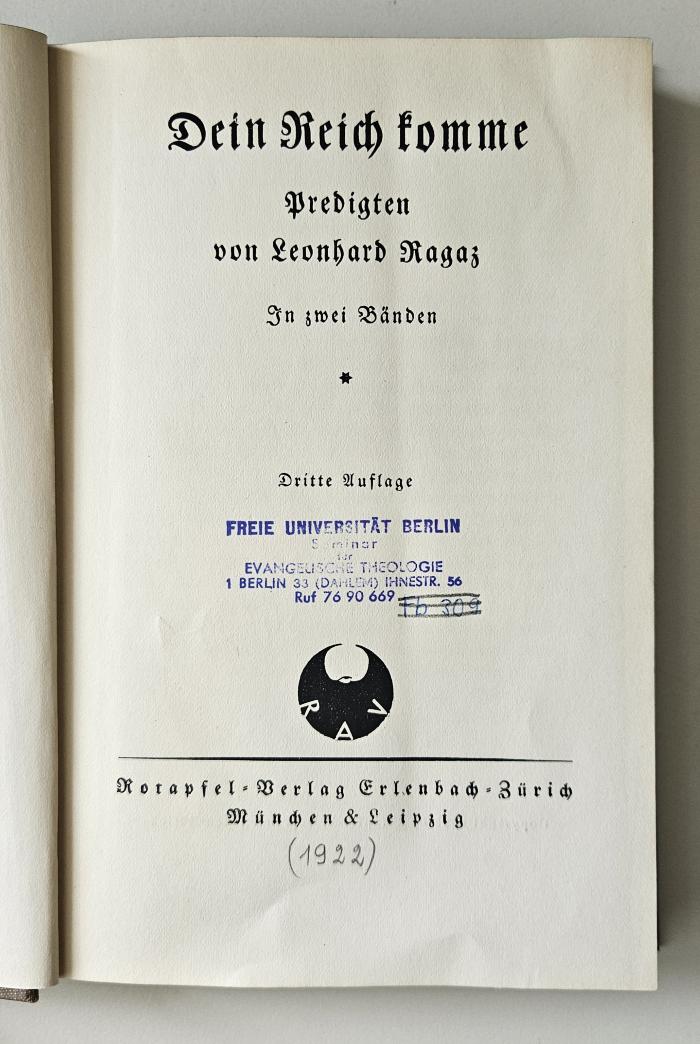 Dein Reich komme
Predigten
von Leonhard Ragaz
In zwei Bänden
*
Dritte Auflage
FREIE UNIVERSITÄT BERLIN
Seminar
für
EVANGELISCHE THEOLOGIE
1 BERLIN 33 (DAHLEM) IHNESTR. 56
Ruf 76 90 669
Fb 309
R A V
Rotapfel-Verlag Erlenbach-Zürich
München & Leipzig
(1922)